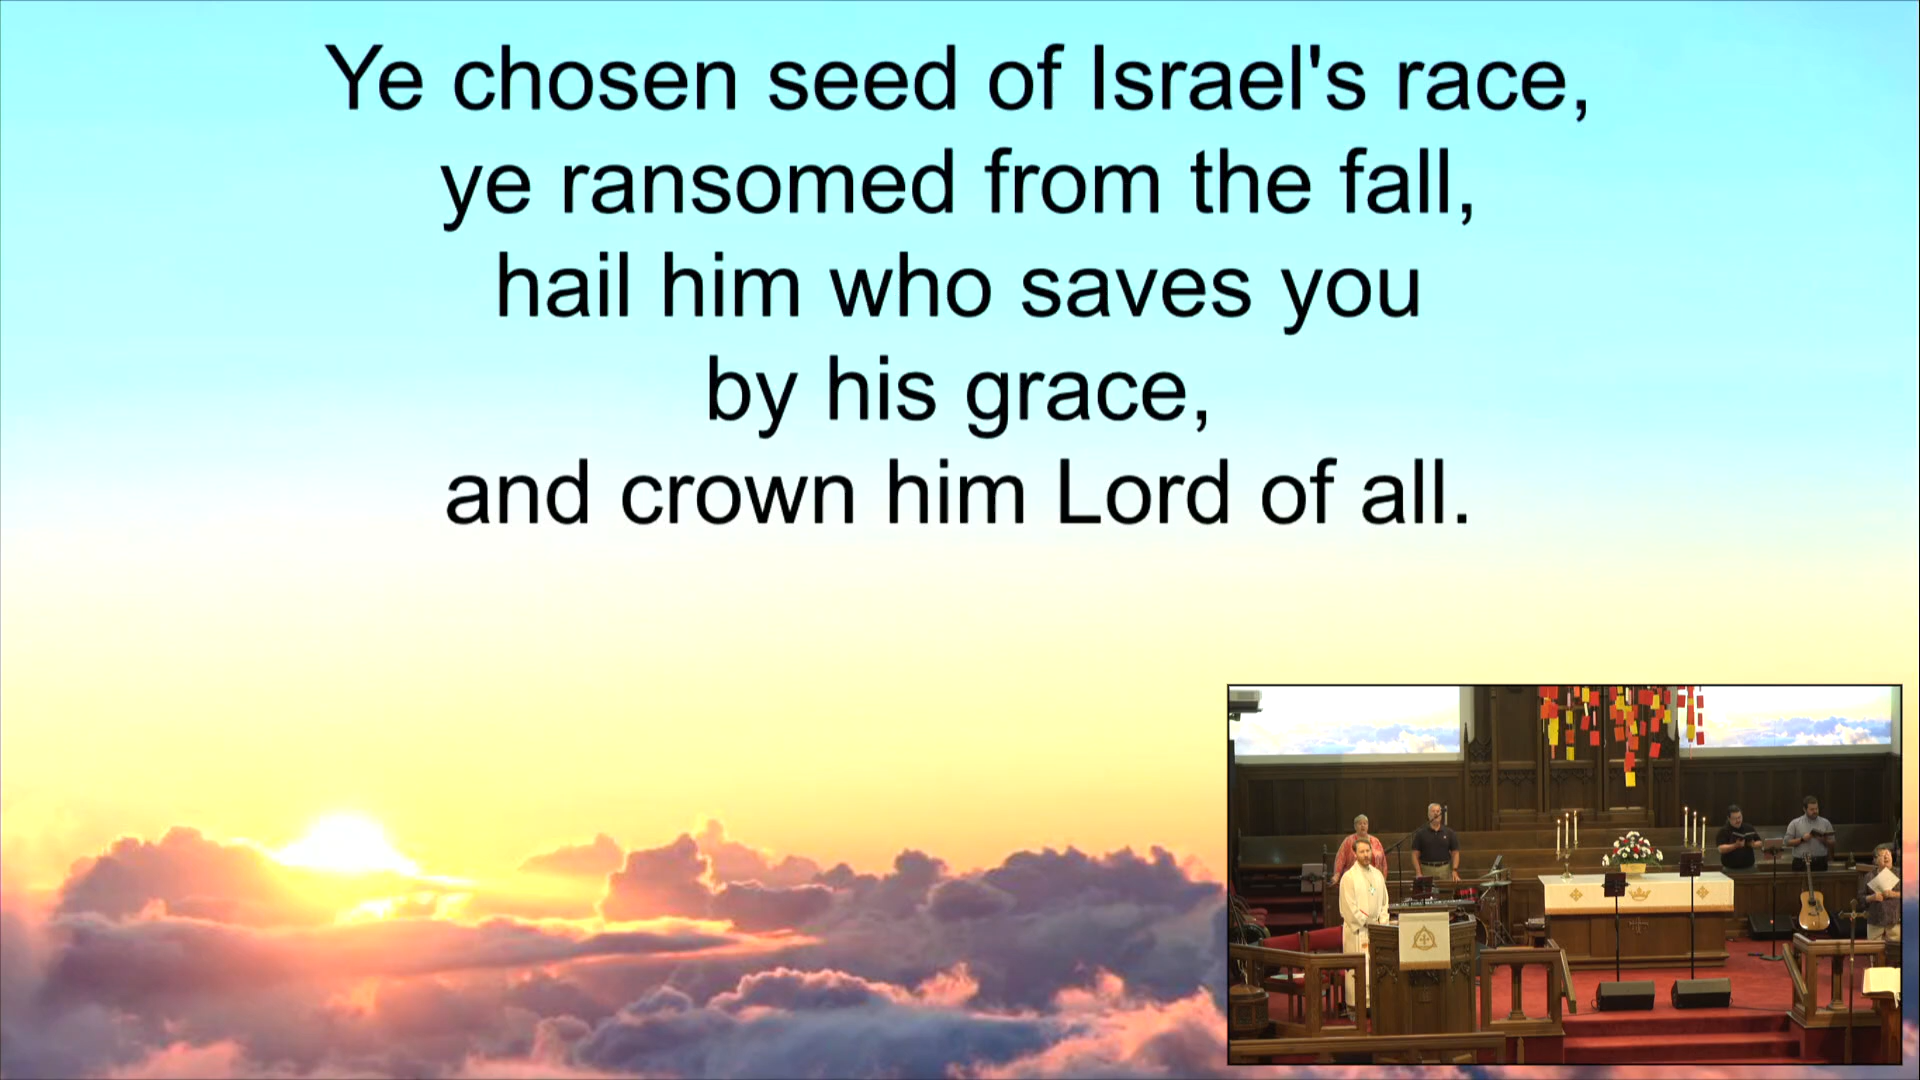 Ye chosen seed of Israel's race,
ye ransomed from the fall,
hail him who saves you
by his grace,
and crown him Lord of all.